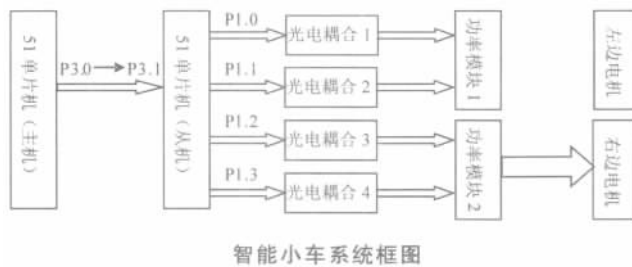 51单片机（主机）
P3.0→P3.1
51单片机（从机）
P1.0
光电耦合1
P1.1
光电耦合2
P1.2
光电耦合3
P1.3
光电耦合4
功率模块1
功率模块2
左边电机
右边电机
智能小车系统框图